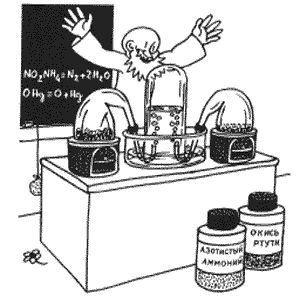 NO₂NH₄=N₂+2H₂O
OHg=O+Hg
АЗОТИСТЫЙ
АММОНИЙ
ОКИСЬ
РТУТИ